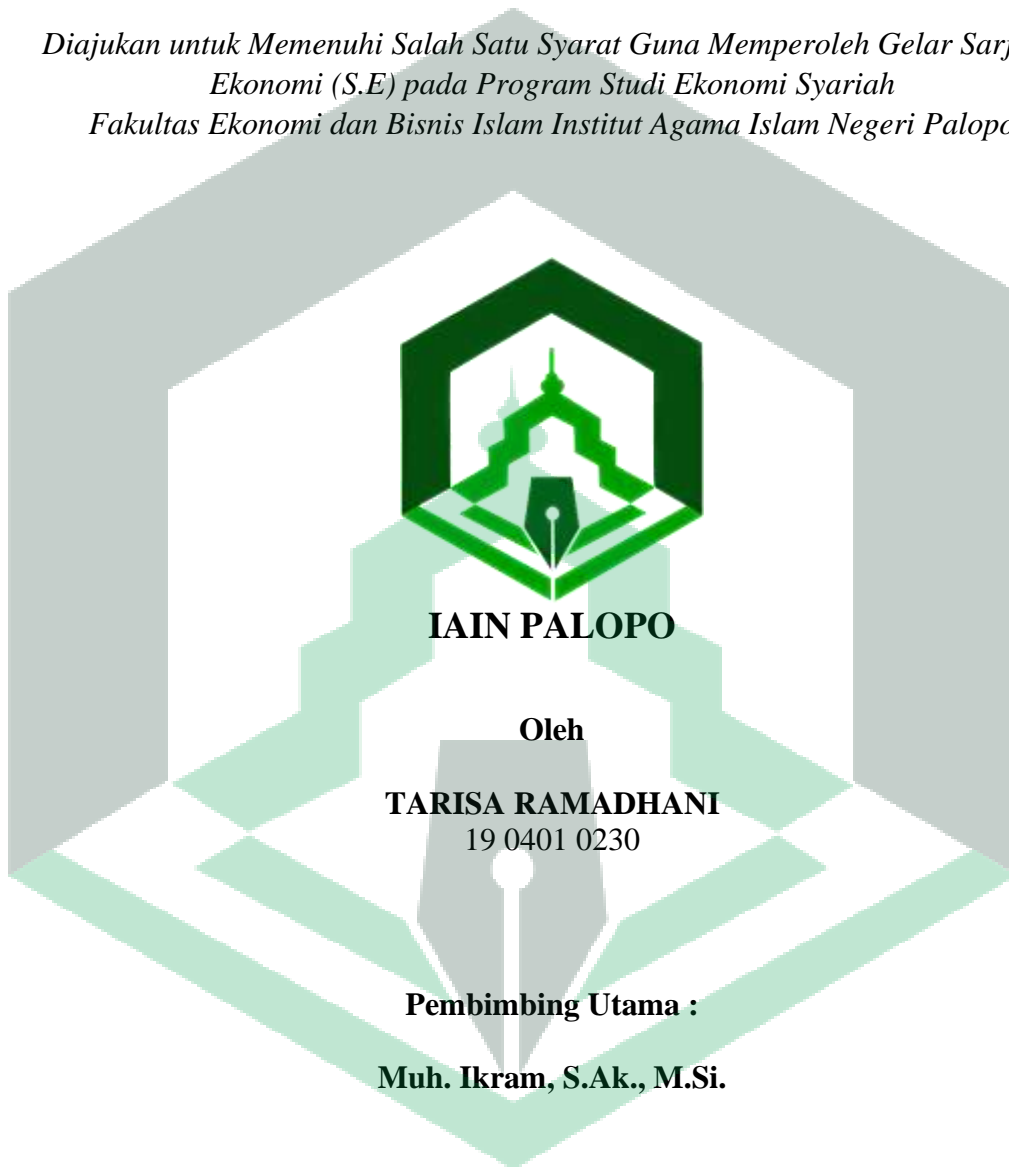 Diajukan untuk Memenuhi Salah Satu Syarat Guna Memperoleh Gelar Sarj
Ekonomi (S.E) pada Program Studi Ekonomi Syariah
Fakultas Ekonomi dan Bisnis Islam Institut Agama Islam Negeri Palopo
IAIN PALOPO
Oleh
TARISA RAMADHANI
19 0401 0230
Pembimbing Utama :
Muh. Ikram, S.Ak., M.Si.